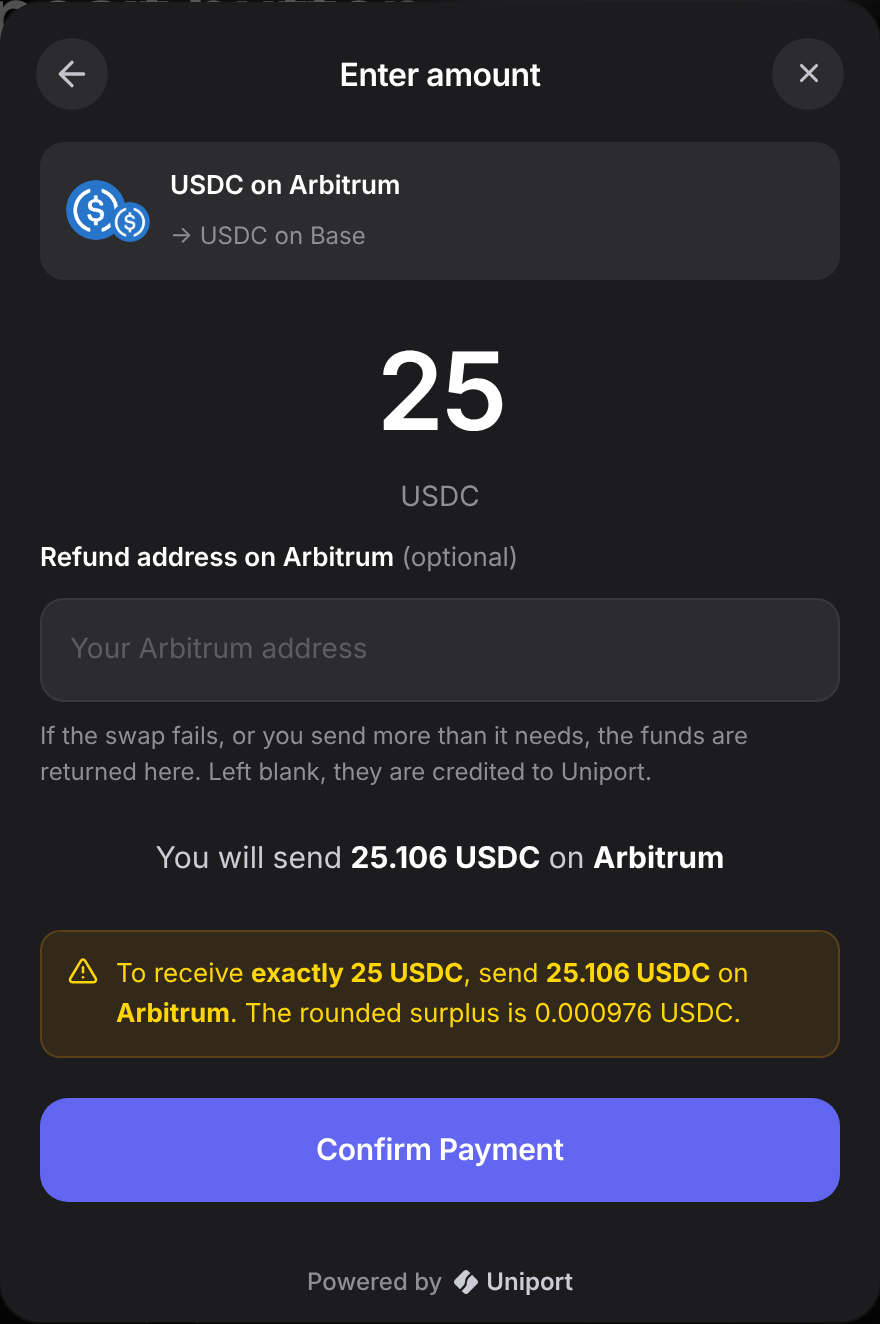 Enter amount
USDC on Arbitrum
→ USDC on Base
25
USDC
Refund address on Arbitrum (optional)
Your Arbitrum address
If the swap fails, or you send more than it needs, the funds are
returned here. Left blank, they are credited to Uniport.
You will send 25.106 USDC on Arbitrum
To receive exactly 25 USDC, send 25.106 USDC on
Arbitrum. The rounded surplus is 0.000976 USDC.
Confirm Payment
Powered by Uniport